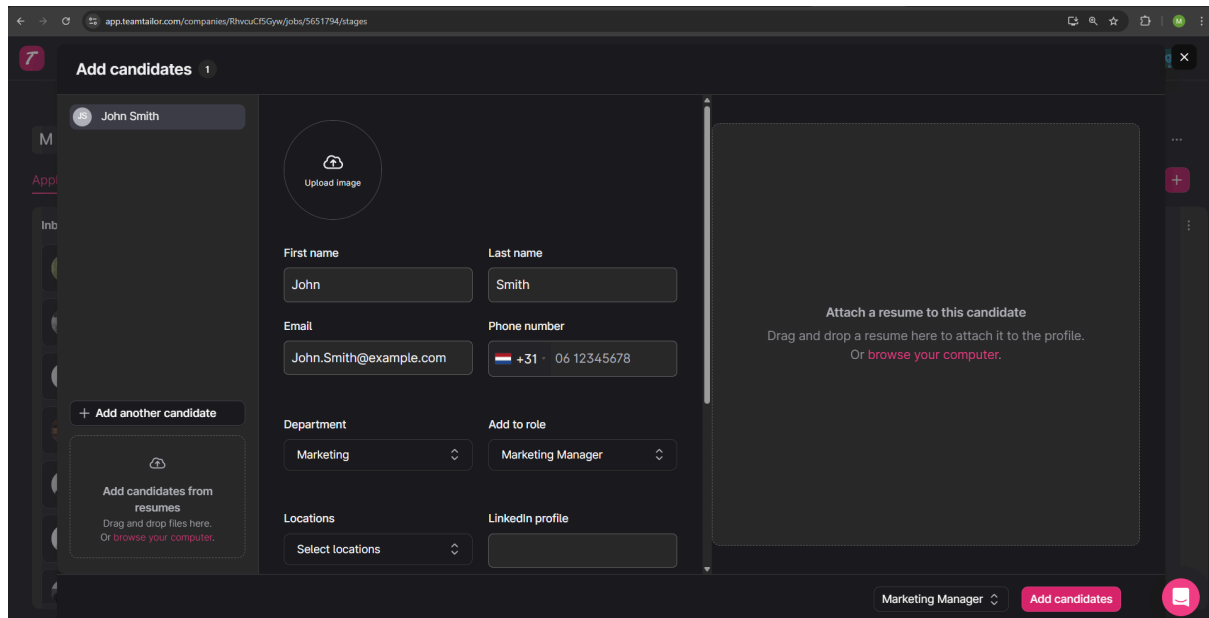 app.teamtailor.com/companies/RhvcuCf5Gyw/jobs/5651794/stages
M
Add candidates 1
JS John Smith
M
Appl
Inb
Upload image
First name
Last name
John
Smith
Email
Phone number
John.Smith@example.com
+31
06 12345678
Department
Add to role
Marketing
Marketing Manager
Locations
LinkedIn profile
Select locations
+ Add another candidate
Add candidates from
resumes
Drag and drop files here.
Or browse your computer.
Attach a resume to this candidate
Drag and drop a resume here to attach it to the profile.
Or browse your computer.
Marketing Manager
Add candidates